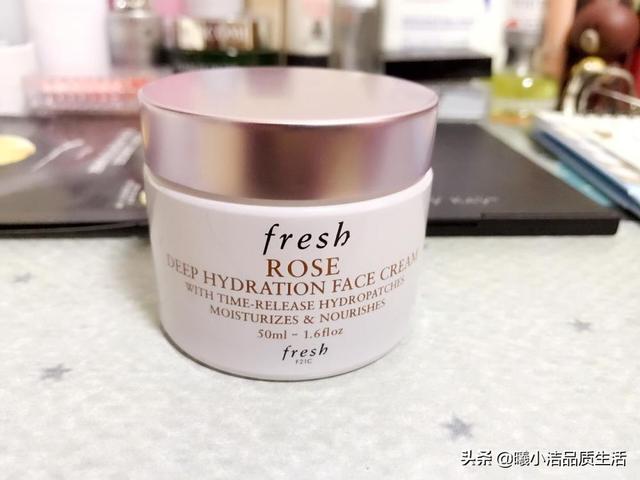 fresh
ROSE
DEEP HYDRATION FACE CREAM
WITH TIME-RELEASE HYDROPATCHES
MOISTURIZES & NOURISHES
50ml - 1.6floz
fresh
F21C
头条 @曦小洁品质生活